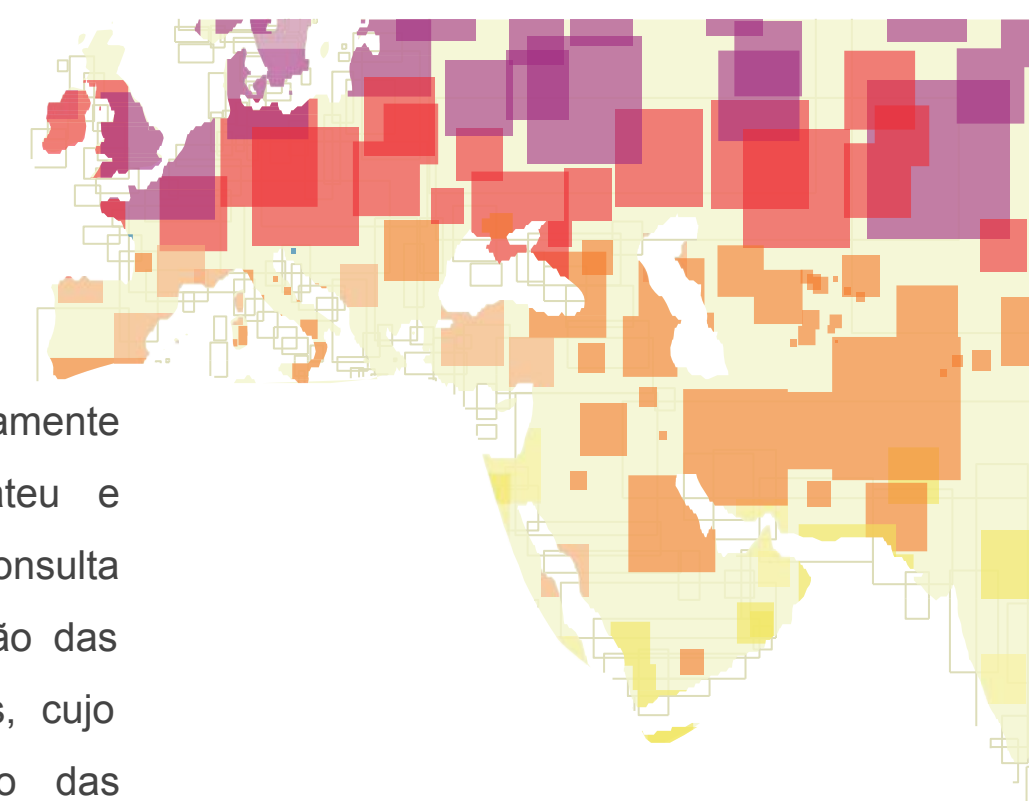 amente
ateu e
onsulta
ão das
s, cujo
o das